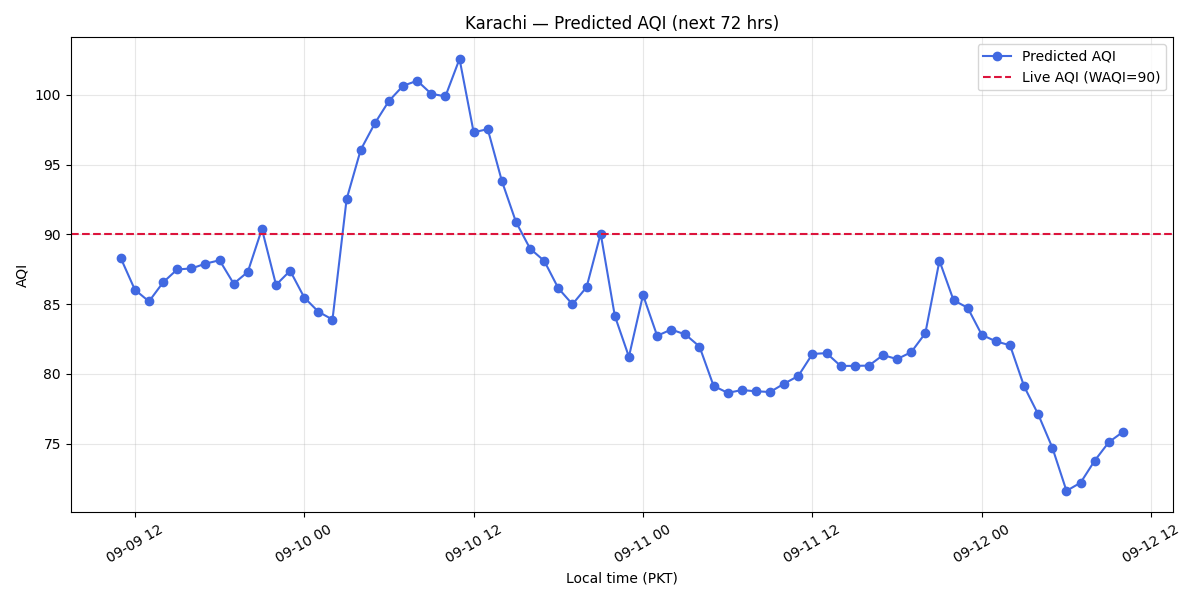 Karachi — Predicted AQI (next 72 hrs)
Predicted AQI
Live AQI (WAQI=90)
AQI
100
95
90
85
80
75
09-09 12
09-10 00
09-10 12
09-11 00
09-11 12
09-12 00
09-12 12
Local time (PKT)